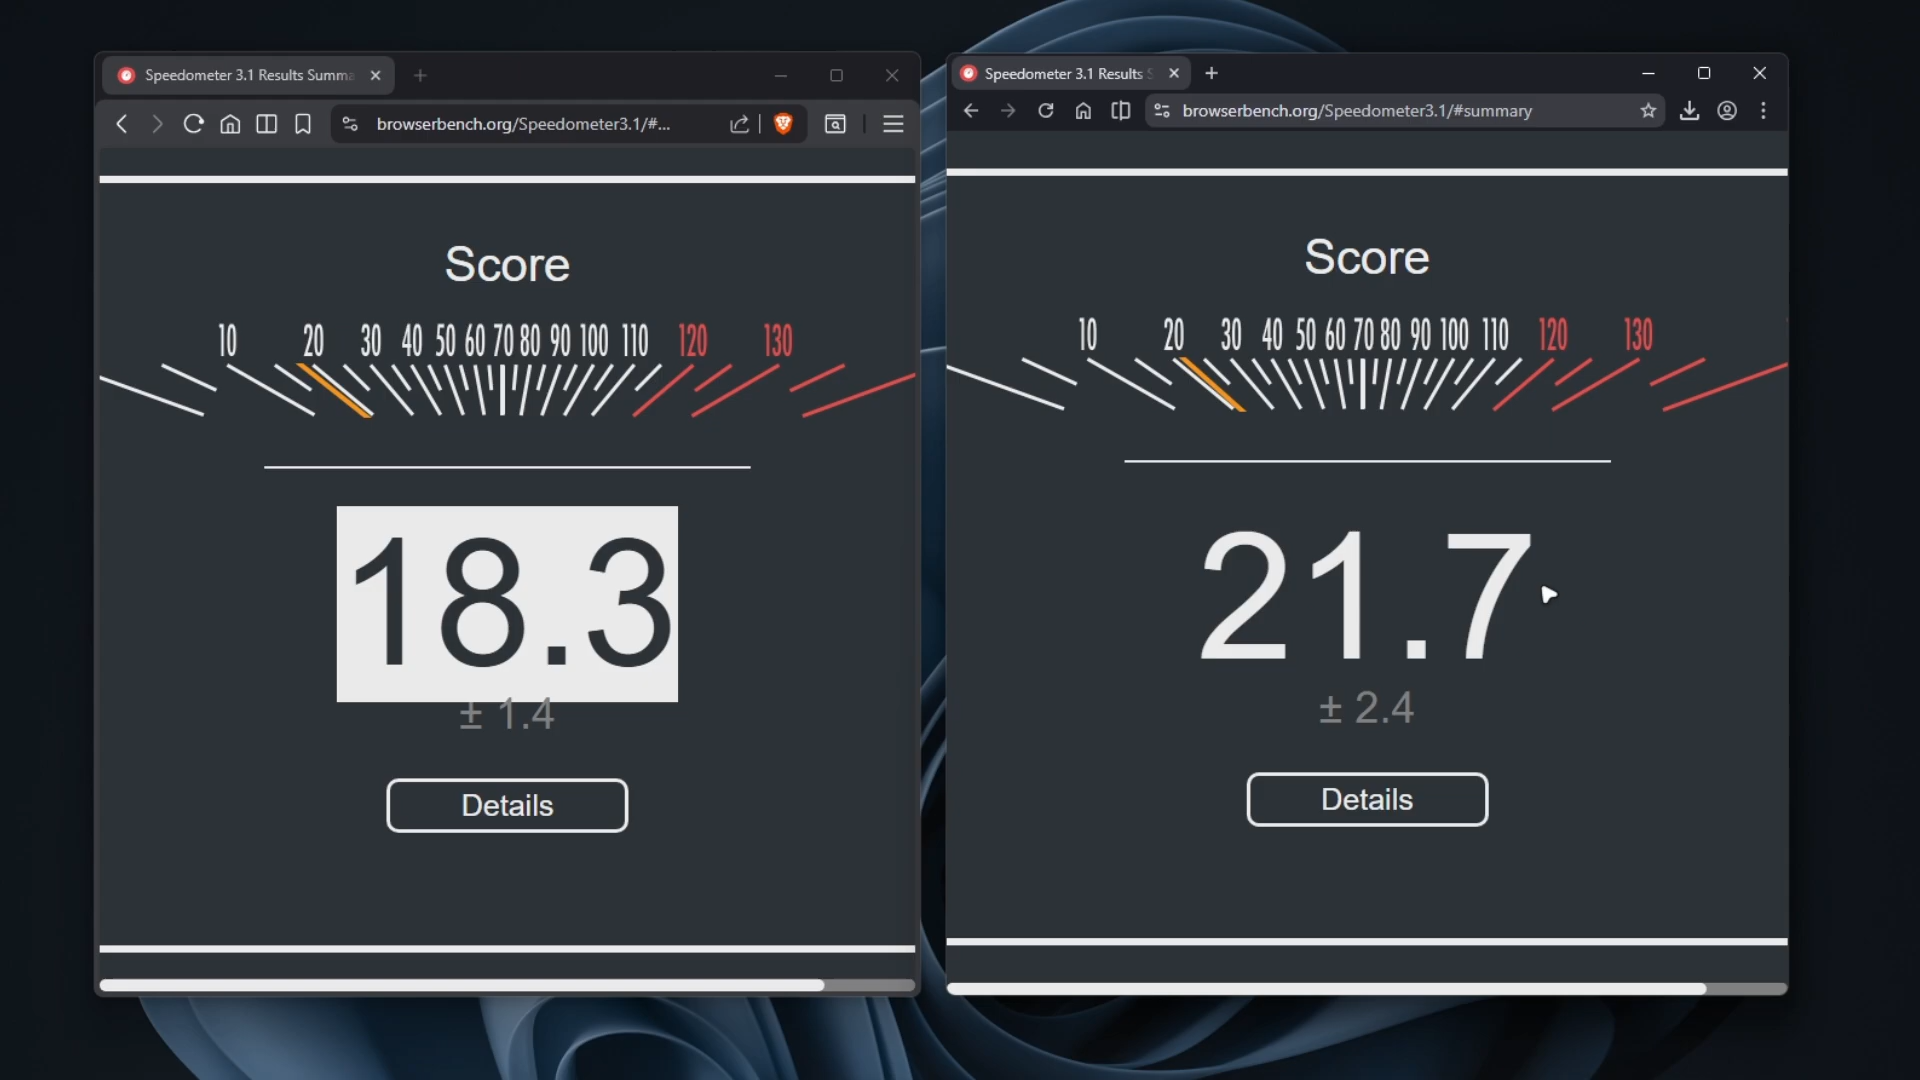 Speedometer 3.1 Results Summa
browserbench.org/Speedometer3.1/#...
Score
10 20 30 40 50 60 70 80 90 100 110 120 130
18.3
± 1.4
Details
Speedometer 3.1 Results S
browserbench.org/Speedometer3.1/#summary
Score
10 20 30 40 50 60 70 80 90 100 110 120 130
21.7
± 2.4
Details